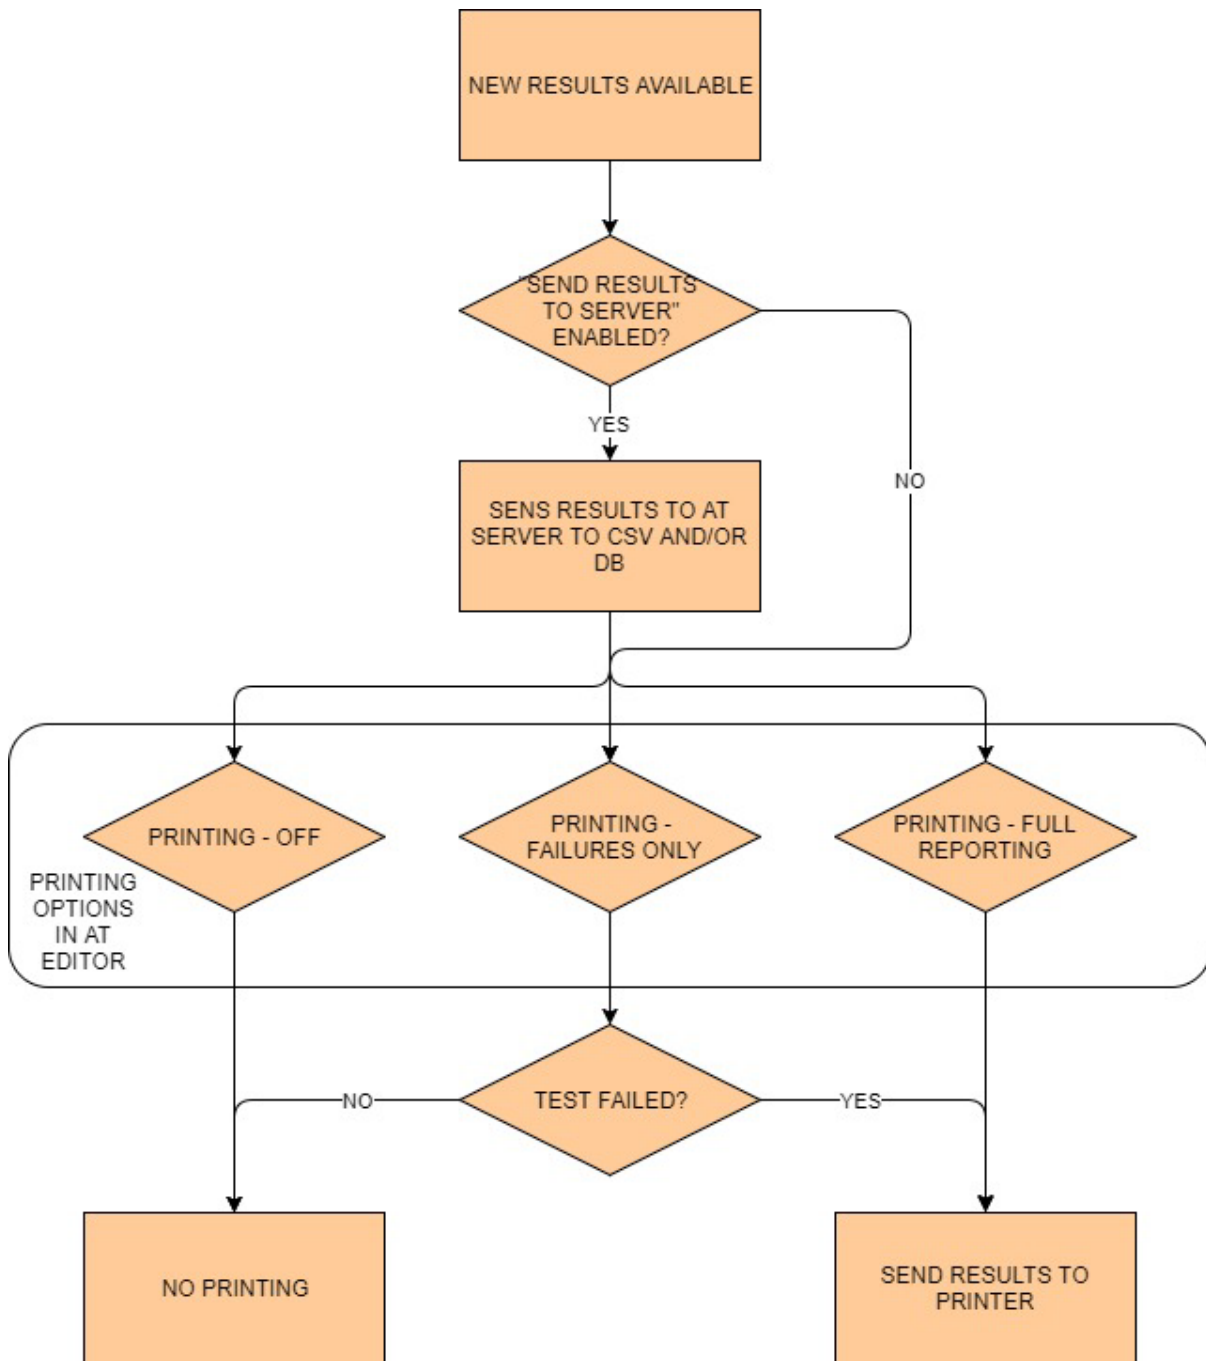 NEW RESULTS AVAILABLE
"SEND RESULTS
TO SERVER"
ENABLED?
YES
NO
SENS RESULTS TO AT
SERVER TO CSV AND/OR
DB
PRINTING - OFF
PRINTING -
FAILURES ONLY
PRINTING - FULL
REPORTING
PRINTING
OPTIONS
IN AT
EDITOR
NO
TEST FAILED?
YES
NO PRINTING
SEND RESULTS TO
PRINTER